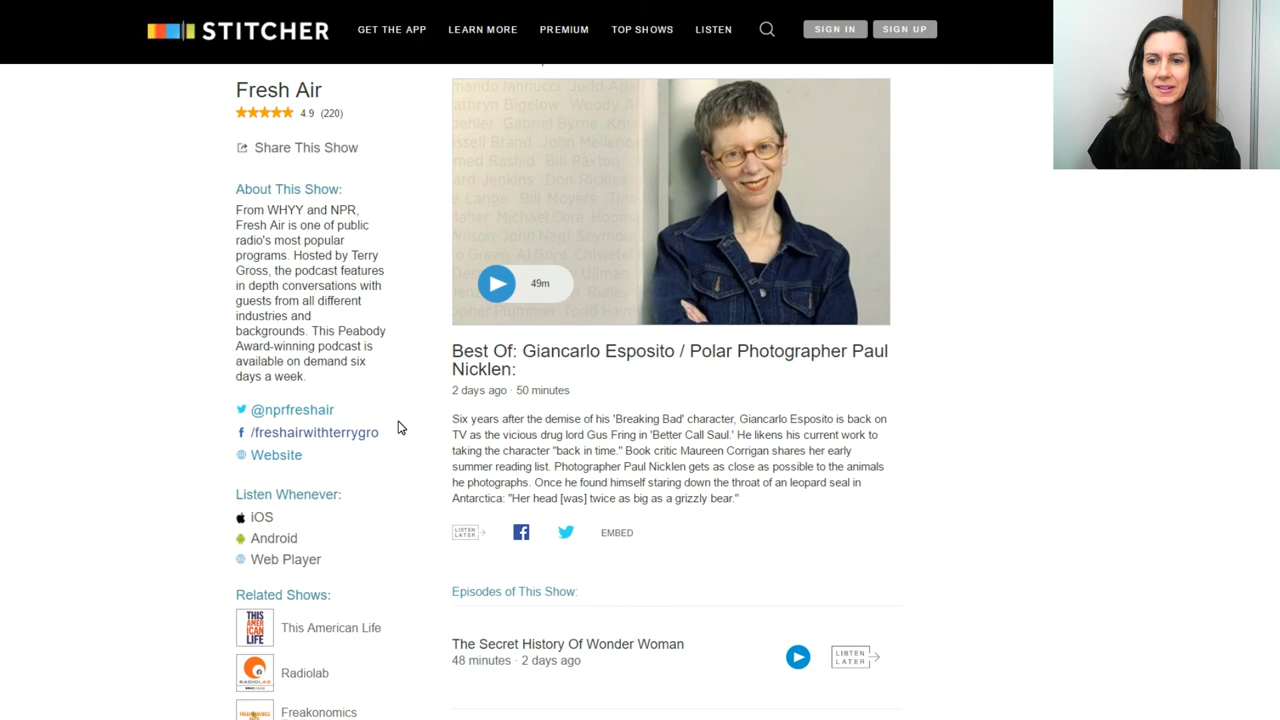 STITCHER
GET THE APP
LEARN MORE
PREMIUM
TOP SHOWS
LISTEN
SIGN IN
SIGN UP
Fresh Air
4.9 (220)
Share This Show
About This Show:
From WHYY and NPR,
Fresh Air is one of public
radio's most popular
programs. Hosted by Terry
Gross, the podcast features
in depth conversations with
guests from all different
industries and
backgrounds. This Peabody
Award-winning podcast is
available on demand six
days a week.
@nprfreshair
f /freshairwithterrygro
Website
Listen Whenever:
iOS
Android
Web Player
Related Shows:
THIS
AMERICAN
LIFE
This American Life
RADIOLAB
Radiolab
Freakonomics
49m
Best Of: Giancarlo Esposito / Polar Photographer Paul
Nicklen:
2 days ago · 50 minutes
Six years after the demise of his 'Breaking Bad' character, Giancarlo Esposito is back on
TV as the vicious drug lord Gus Fring in 'Better Call Saul.' He likens his current work to
taking the character "back in time." Book critic Maureen Corrigan shares her early
summer reading list. Photographer Paul Nicklen gets as close as possible to the animals
he photographs. Once he found himself staring down the throat of an leopard seal in
Antarctica: "Her head [was] twice as big as a grizzly bear."
LISTEN
LATER
f
EMBED
Episodes of This Show:
The Secret History Of Wonder Woman
48 minutes · 2 days ago
LISTEN
LATER